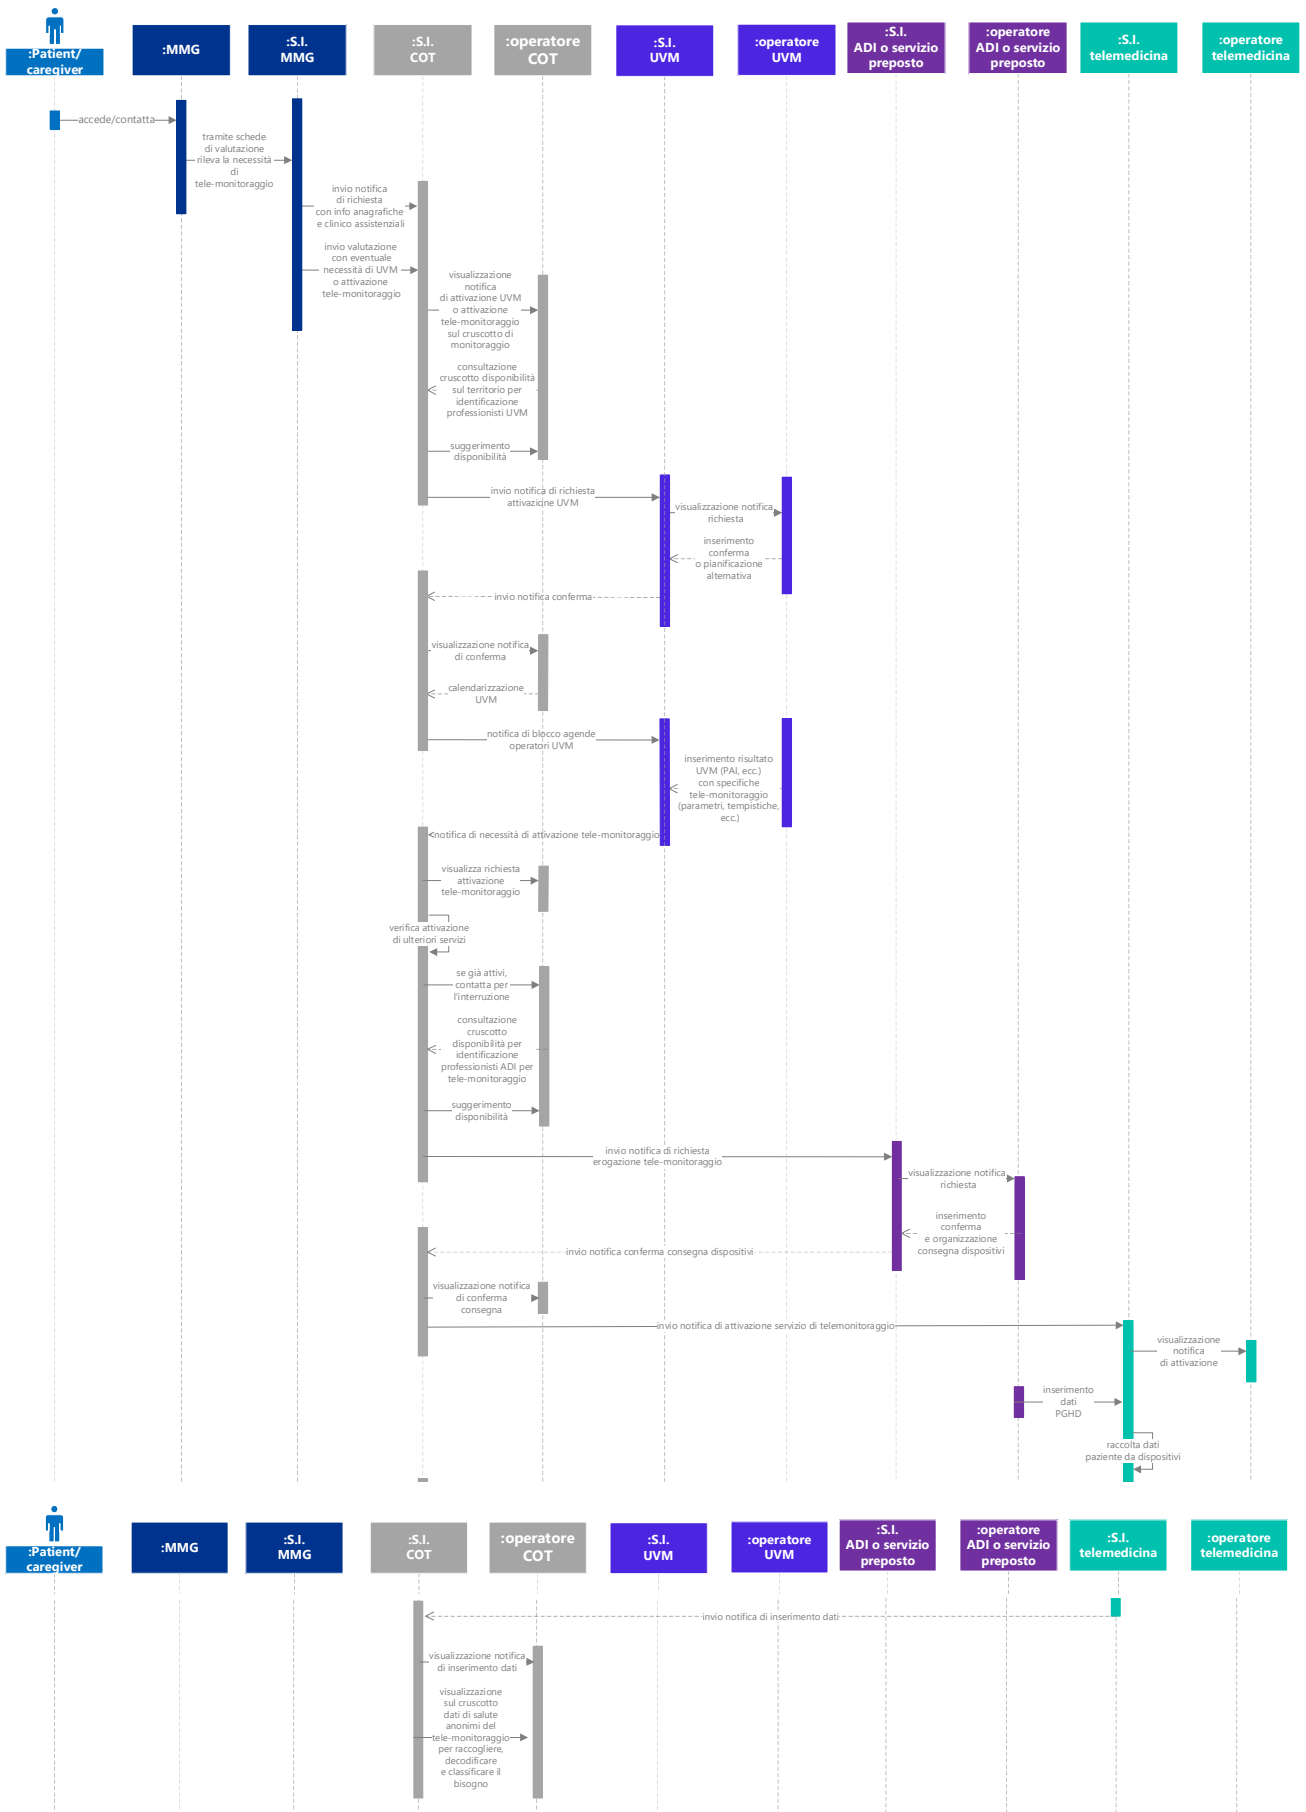 :Patient/
caregiver
:MMG
:S.I.
MMG
:S.I.
COT
:operatore
COT
:S.I.
UVM
:operatore
UVM
:S.I.
ADI o servizio
preposto
:operatore
ADI o servizio
preposto
:S.I.
telemedicina
:operatore
telemedicina
accede/contatta
tramite schede
di valutazione
rileva la necessità
di
tele-monitoraggio
invio notifica
di richiesta
con info anagrafiche
e clinico assistenziali
invio valutazione
con eventuale
necessità di UVM
o attivazione
tele-monitoraggio
visualizzazione
notifica
di attivazione UVM
o attivazione
tele-monitoraggio
sul cruscotto di
monitoraggio
consultazione
cruscotto disponibilità
sul territorio per
identificazione
professionisti UVM
suggerimento
disponibilità
invio notifica di richiesta
attivazione UVM
visualizzazione notifica
richiesta
inserimento
conferma
o pianificazione
alternativa
invio notifica conferma
visualizzazione notifica
di conferma
calendarizzazione
UVM
notifica di blocco agende
operatori UVM
inserimento risultato
UVM (PAI, ecc.)
con specifiche
tele-monitoraggio
(parametri, tempistiche,
ecc.)
notifica di necessità di attivazione tele-monitoraggio
visualizza richiesta
attivazione
tele-monitoraggio
verifica attivazione
di ulteriori servizi
se già attivi,
contatta per
l'interruzione
consultazione
cruscotto
disponibilità per
identificazione
professionisti ADI per
tele-monitoraggio
suggerimento
disponibilità
invio notifica di richiesta
erogazione tele-monitoraggio
visualizzazione notifica
richiesta
inserimento
conferma
e organizzazione
consegna dispositivi
invio notifica conferma consegna dispositivi
visualizzazione notifica
di conferma
consegna
invio notifica di attivazione servizio di telemonitoraggio
visualizzazione
notifica
di attivazione
inserimento
dati
PGHD
raccolta dati
paziente da dispositivi
:Patient/
caregiver
:MMG
:S.I.
MMG
:S.I.
COT
:operatore
COT
:S.I.
UVM
:operatore
UVM
:S.I.
ADI o servizio
preposto
:operatore
ADI o servizio
preposto
:S.I.
telemedicina
:operatore
telemedicina
invio notifica di inserimento dati
visualizzazione notifica
di inserimento dati
visualizzazione
sul cruscotto
dati di salute
anonimi del
tele-monitoraggio
per raccogliere,
decodificare
e classificare il
bisogno